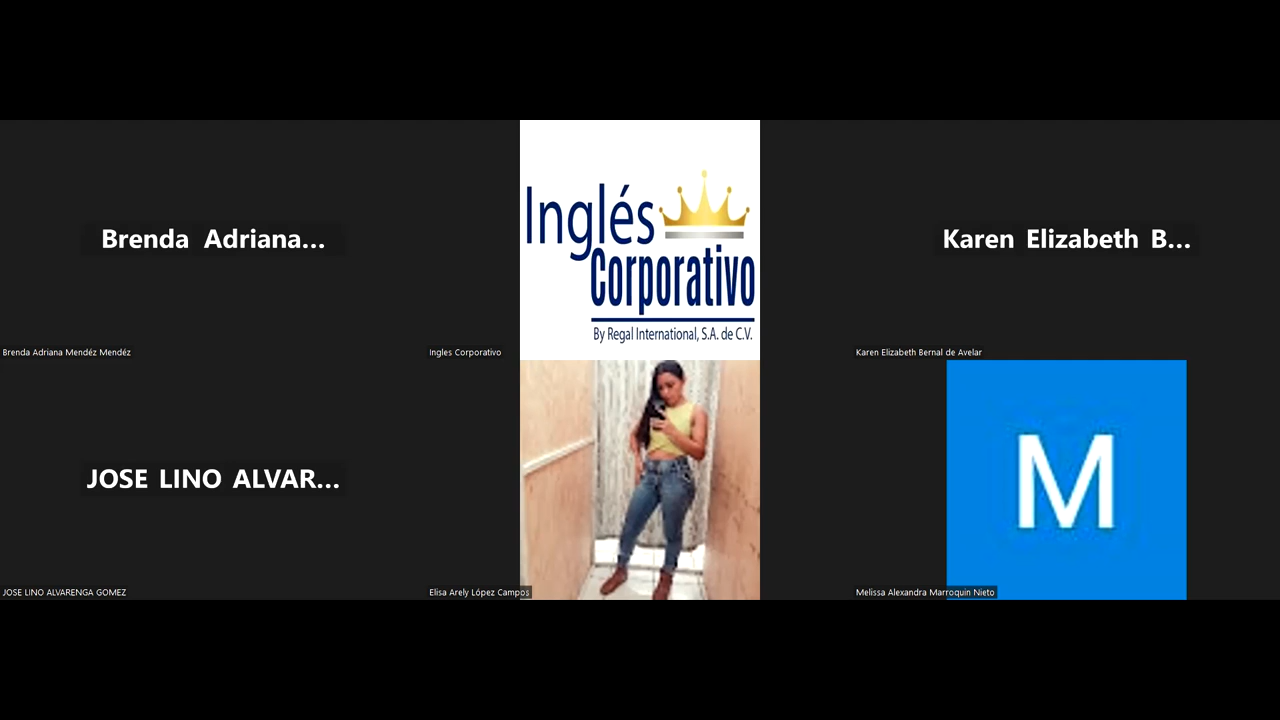 Brenda Adriana...
Brenda Adriana Mendéz Mendéz
Inglés
Corporativo
By Regal International, S.A. de C.V.
Ingles Corporativo
Karen Elizabeth B...
Karen Elizabeth Bernal de Avelar
JOSE LINO ALVAR...
JOSE LINO ALVARENGA GOMEZ
Elisa Arely López Campos
M
Melissa Alexandra Marroquin Nieto